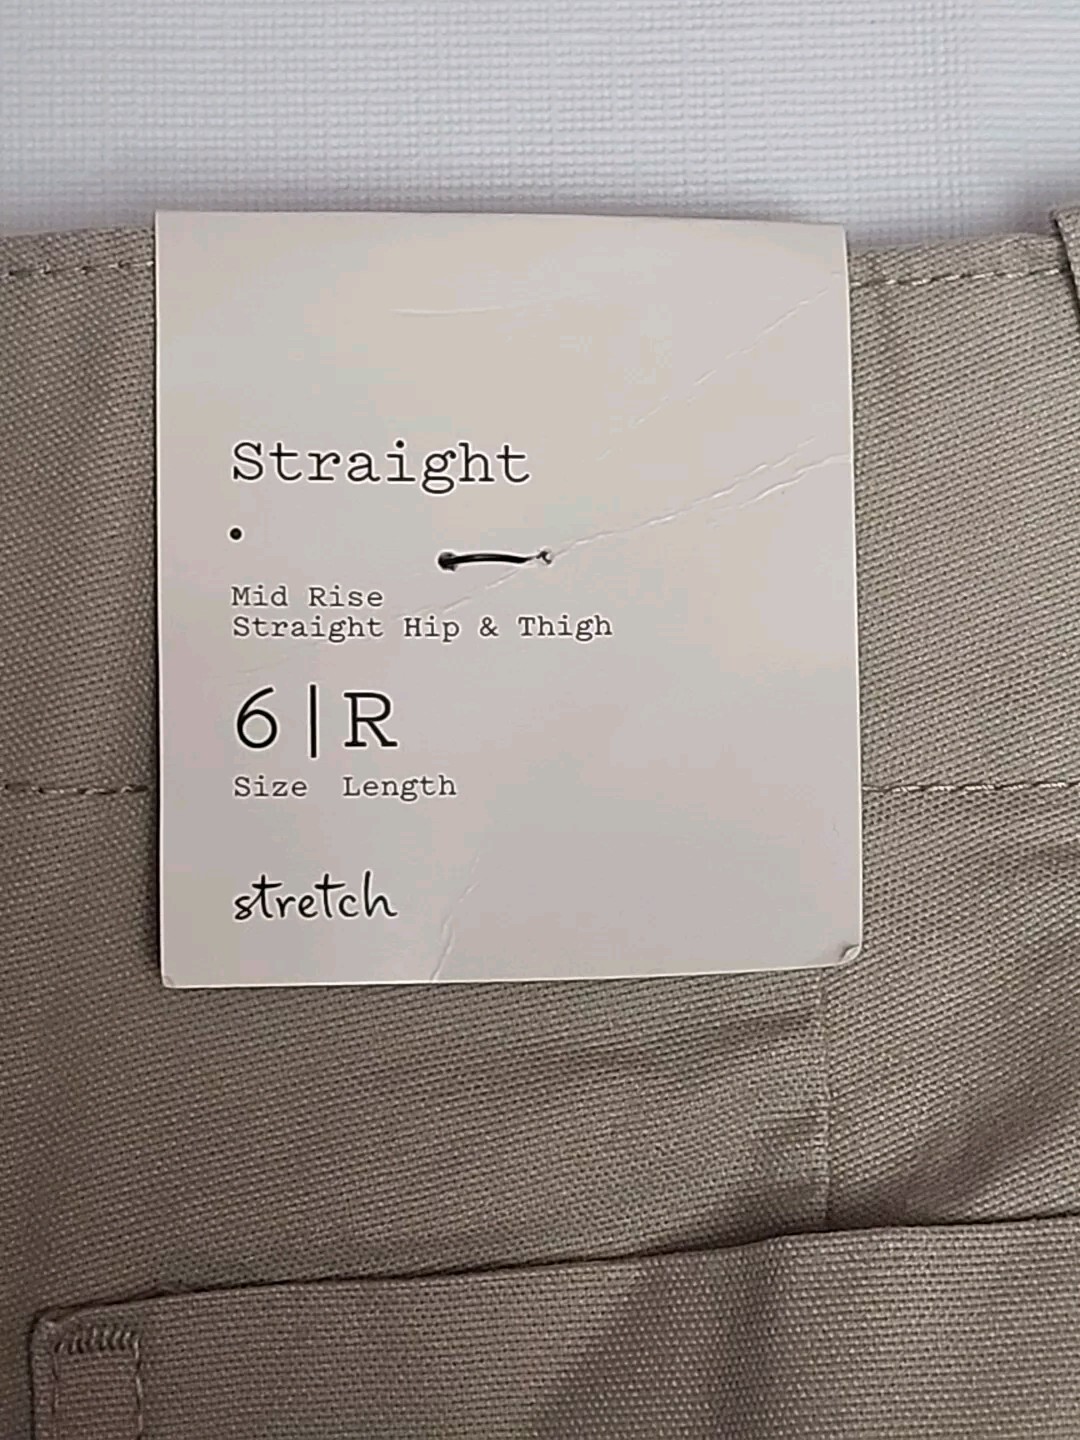 Straight
•
Mid Rise
Straight Hip & Thigh
6|R
Size Length
stretch